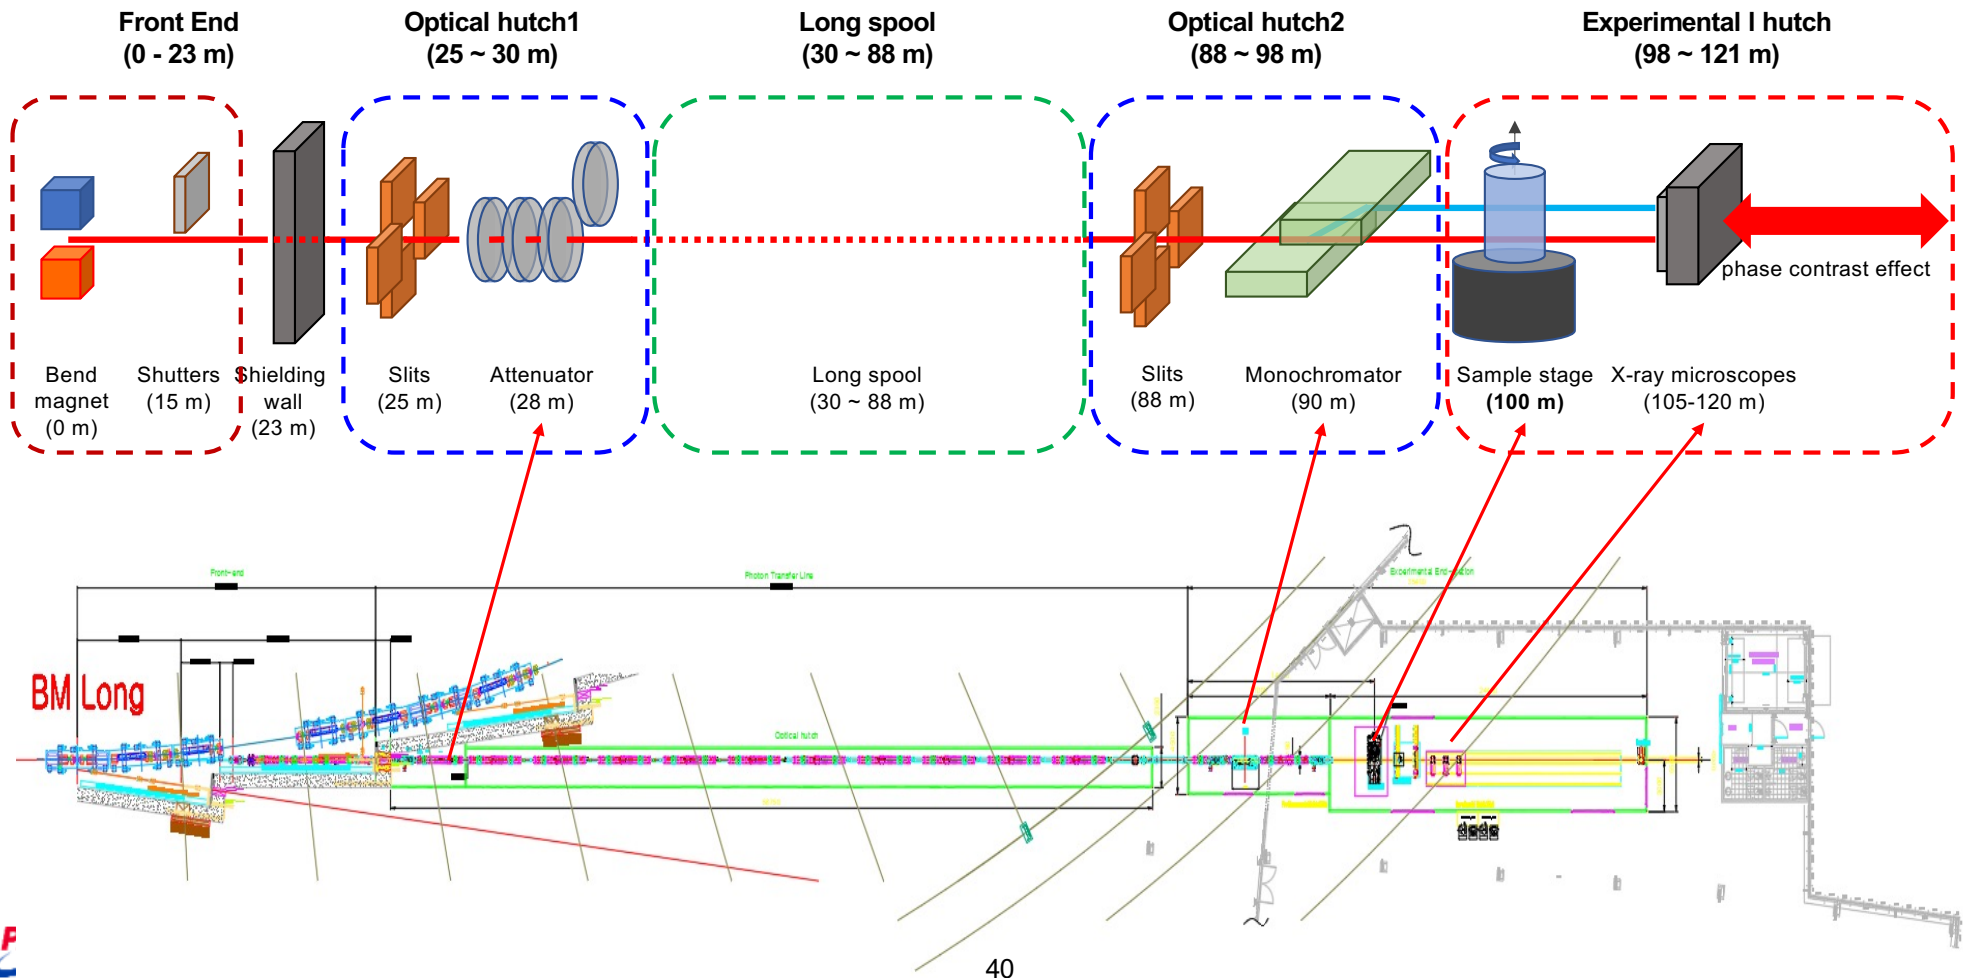 Front End
(0 - 23 m)
Optical hutch1
(25 ~ 30 m)
Long spool
(30 ~ 88 m)
Optical hutch2
(88 ~ 98 m)
Experimental I hutch
(98 ~ 121 m)
phase contrast effect
Bend
magnet
(0 m)
Shutters
(15 m)
Shielding
wall
(23 m)
Slits
(25 m)
Attenuator
(28 m)
Long spool
(30 ~ 88 m)
Slits
(88 m)
Monochromator
(90 m)
Sample stage
(100 m)
X-ray microscopes
(105-120 m)
Front-end
Photon Transfer Line
Experimental End-station
BM Long
Optical hutch
P
40